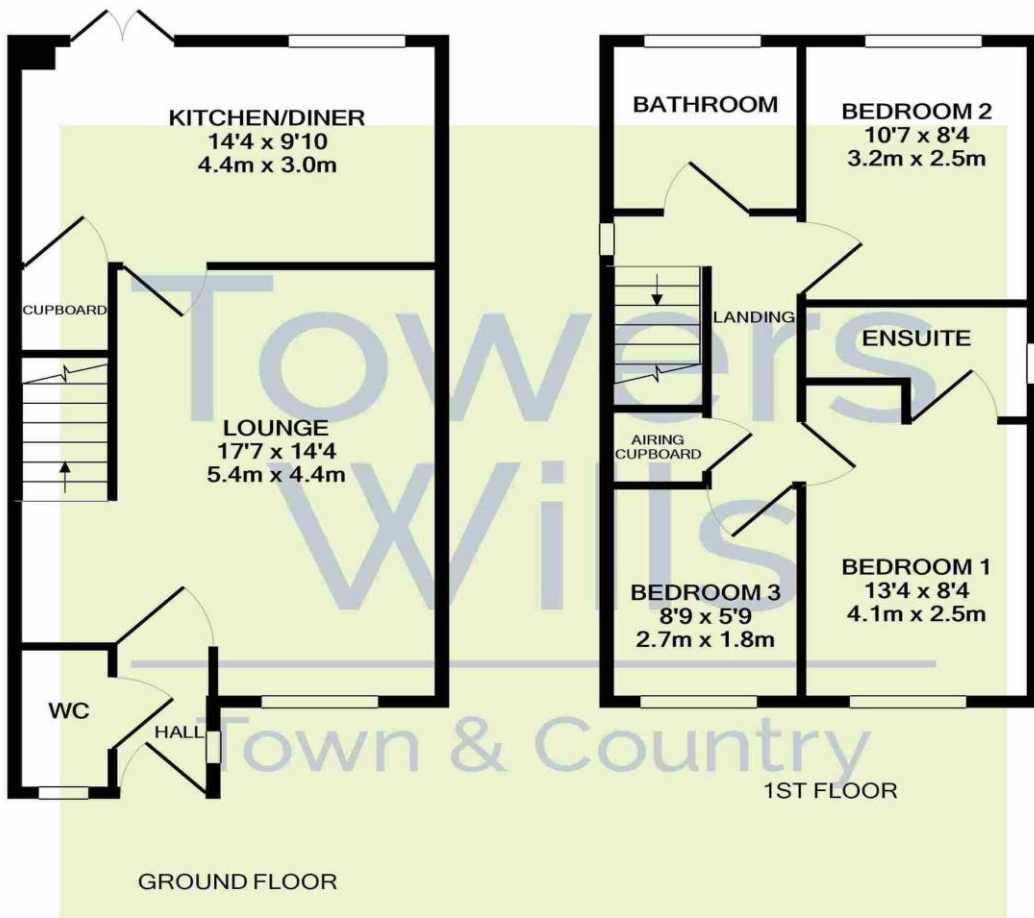 KITCHEN/DINER
14'4 x 9'10
4.4m x 3.0m
CUPBOARD
LOUNGE
17'7 x 14'4
5.4m x 4.4m
WC
HALL
GROUND FLOOR
BATHROOM
BEDROOM 2
10'7 x 8'4
3.2m x 2.5m
LANDING
ENSUITE
AIRING
CUPBOARD
BEDROOM 3
8'9 x 5'9
2.7m x 1.8m
BEDROOM 1
13'4 x 8'4
4.1m x 2.5m
1ST FLOOR
Towers
Wills
Town & Country